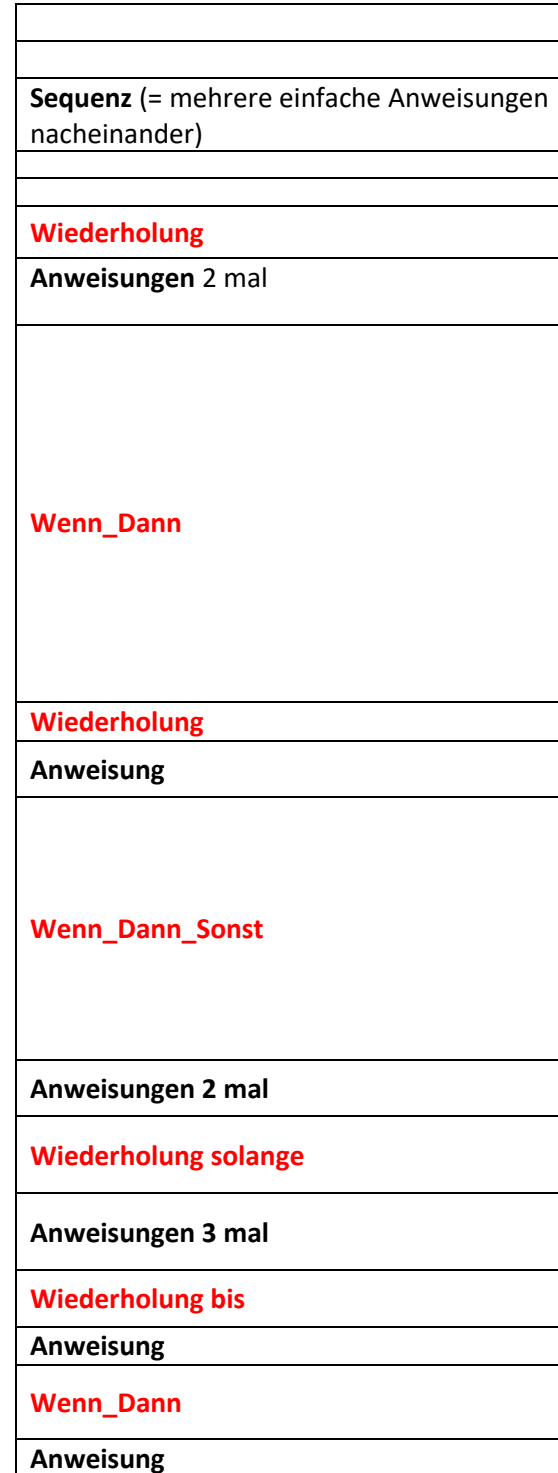 Sequenz (= mehrere einfache Anweisungen
nacheinander)
Wiederholung
Anweisungen 2 mal
Wenn_Dann
Wiederholung
Anweisung
Wenn_Dann_Sonst
Anweisungen 2 mal
Wiederholung solange
Anweisungen 3 mal
Wiederholung bis
Anweisung
Wenn_Dann
Anweisung